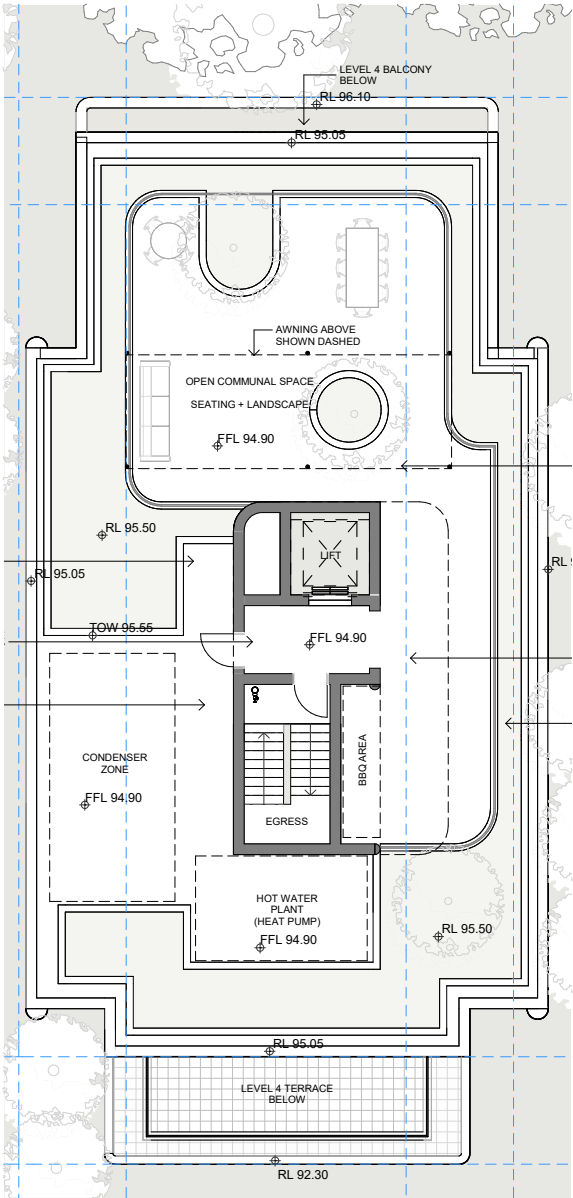 LEVEL 4 BALCONY
BELOW
RL 96.10
RL 95.05
AWNING ABOVE
SHOWN DASHED
OPEN COMMUNAL SPACE
SEATING + LANDSCAPE
FFL 94.90
RL 95.50
LIFT
RL 95.05
RL 9
TOW 95.55
FFL 94.90
CONDENSER
ZONE
BBQ AREA
FFL 94.90
EGRESS
HOT WATER
PLANT
(HEAT PUMP)
FFL 94.90
RL 95.50
RL 95.05
LEVEL 4 TERRACE
BELOW
RL 92.30